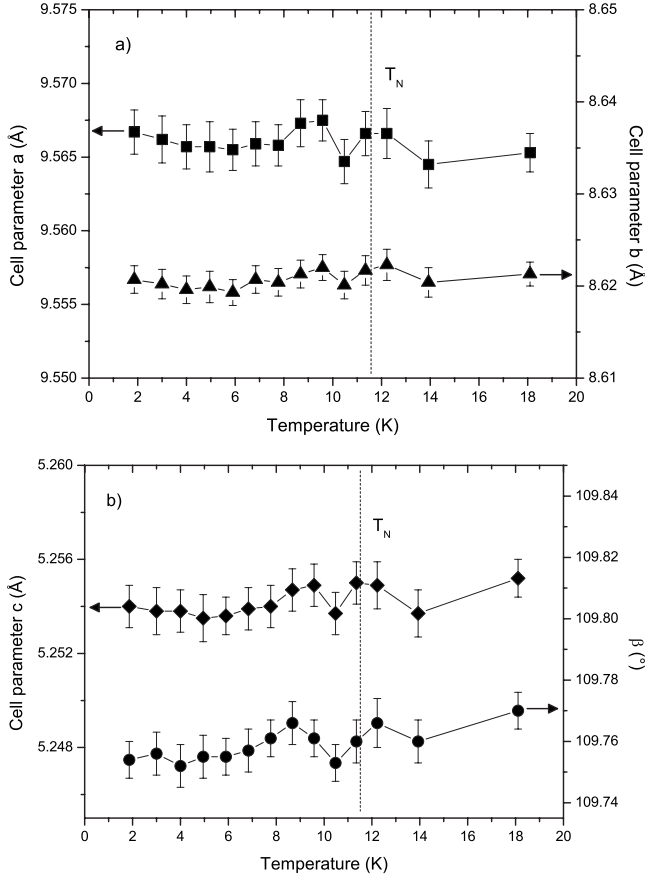 a)
T_N
9.575
9.570
9.565
9.560
9.555
9.550
Cell parameter a (Å)
8.65
8.64
8.63
8.62
8.61
Cell parameter b (Å)
0 2 4 6 8 10 12 14 16 18 20
Temperature (K)
b)
T_N
5.260
5.256
5.252
5.248
Cell parameter c (Å)
109.84
109.82
109.80
109.78
109.76
109.74
β (°)
0 2 4 6 8 10 12 14 16 18 20
Temperature (K)